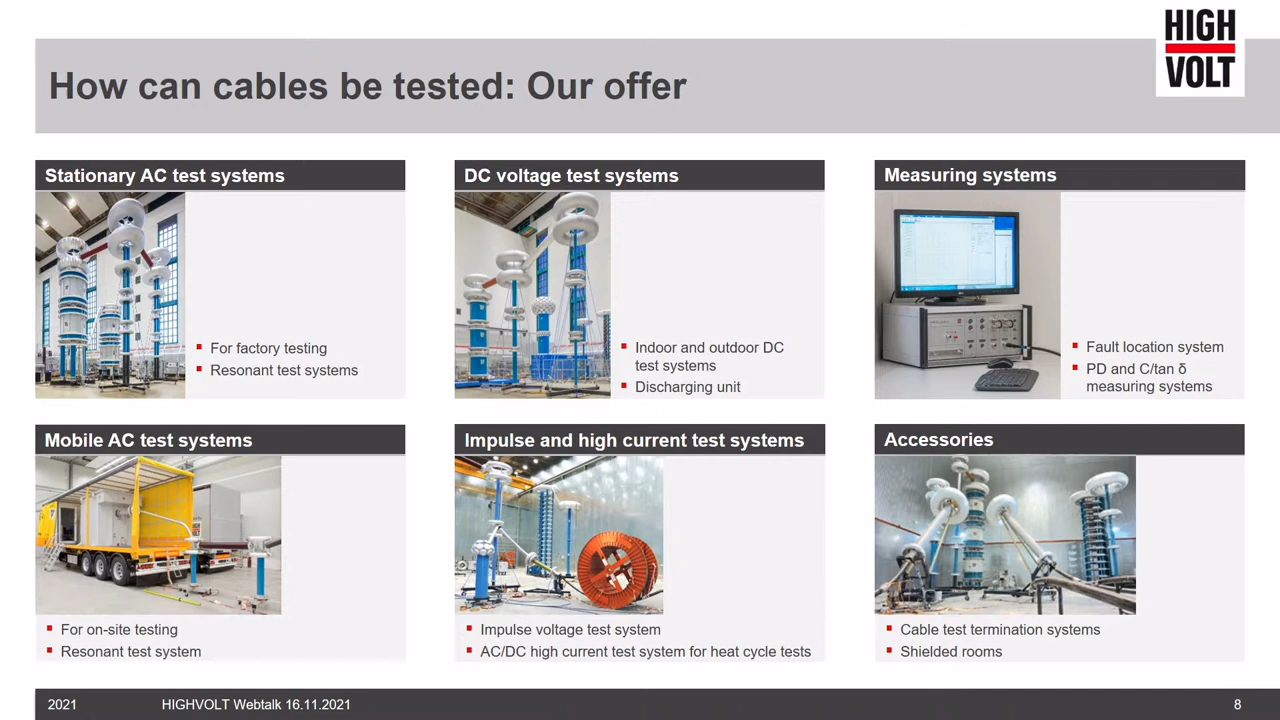 HIGH
VOLT
How can cables be tested: Our offer
Stationary AC test systems
For factory testing
Resonant test systems
DC voltage test systems
Indoor and outdoor DC
test systems
Discharging unit
Measuring systems
Fault location system
PD and C/tan δ
measuring systems
Mobile AC test systems
For on-site testing
Resonant test system
Impulse and high current test systems
Impulse voltage test system
AC/DC high current test system for heat cycle tests
Accessories
Cable test termination systems
Shielded rooms
2021
HIGHVOLT Webtalk 16.11.2021
8